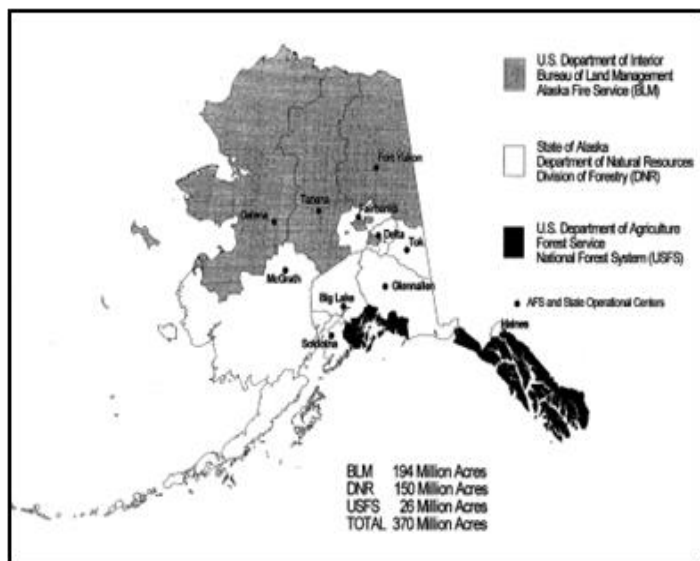 U.S. Department of Interior
Bureau of Land Management
Alaska Fire Service (BLM)
State of Alaska
Department of Natural Resources
Division of Forestry (DNR)
U.S. Department of Agriculture
Forest Service
National Forest System (USFS)
AFS and State Operational Centers
Fort Yukon
Tanana
Fairbanks
Galena
Delta
Tok
McGrath
Glennallen
Big Lake
Haines
Soldotna
BLM 194 Million Acres
DNR 150 Million Acres
USFS 26 Million Acres
TOTAL 370 Million Acres